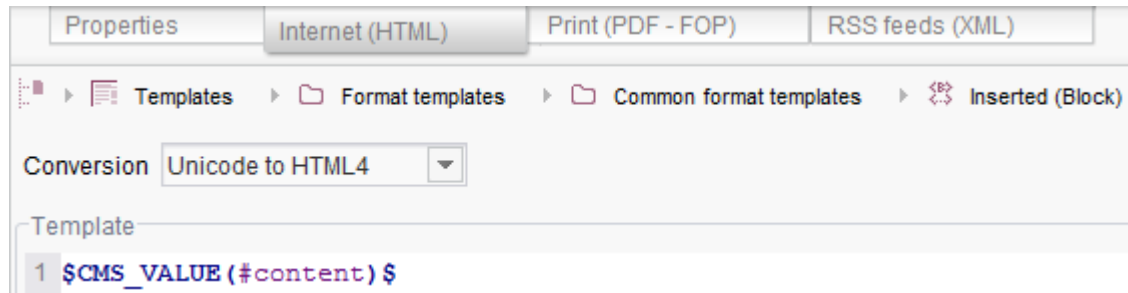 Properties Internet (HTML) Print (PDF - FOP) RSS feeds (XML)
Templates Format templates Common format templates Inserted (Block)
Conversion Unicode to HTML4
Template
1 $CMS_VALUE(#content)$